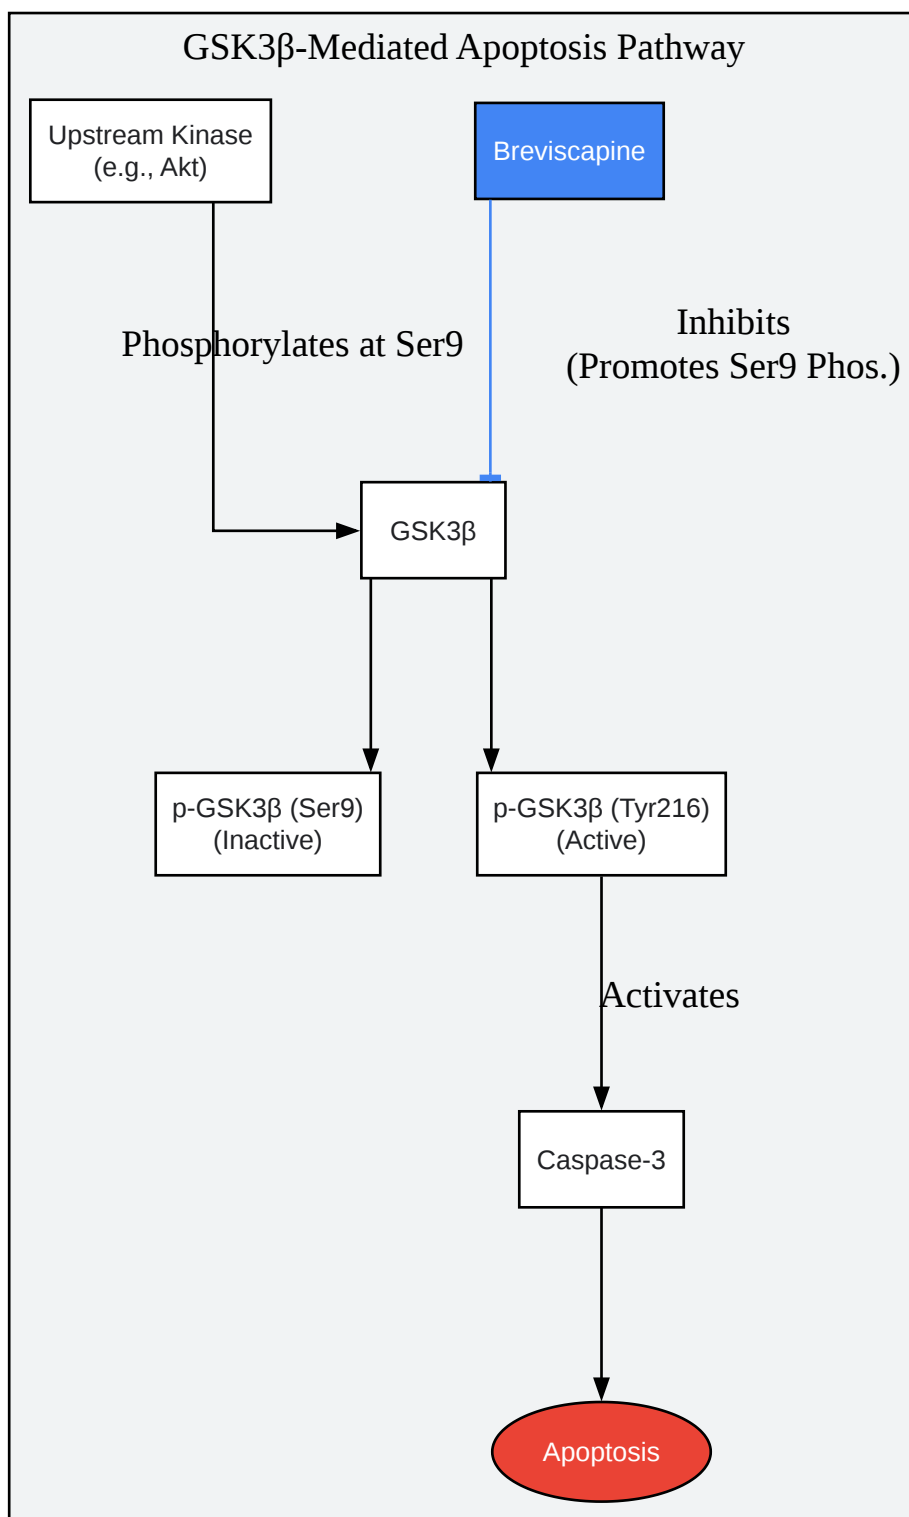 GSK3β-Mediated Apoptosis Pathway
Upstream Kinase
(e.g., Akt)
Breviscapine
Phosphorylates at Ser9
Inhibits
(Promotes Ser9 Phos.)
GSK3β
p-GSK3β (Ser9)
(Inactive)
p-GSK3β (Tyr216)
(Active)
Activates
Caspase-3
Apoptosis